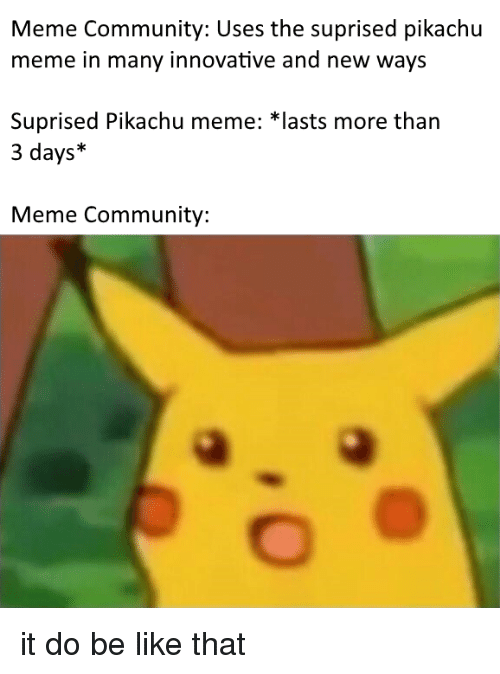 Meme Community: Uses the suprised pikachu
meme in many innovative and new ways
Suprised Pikachu meme: *lasts more than
3 days*
Meme Community:
it do be like that